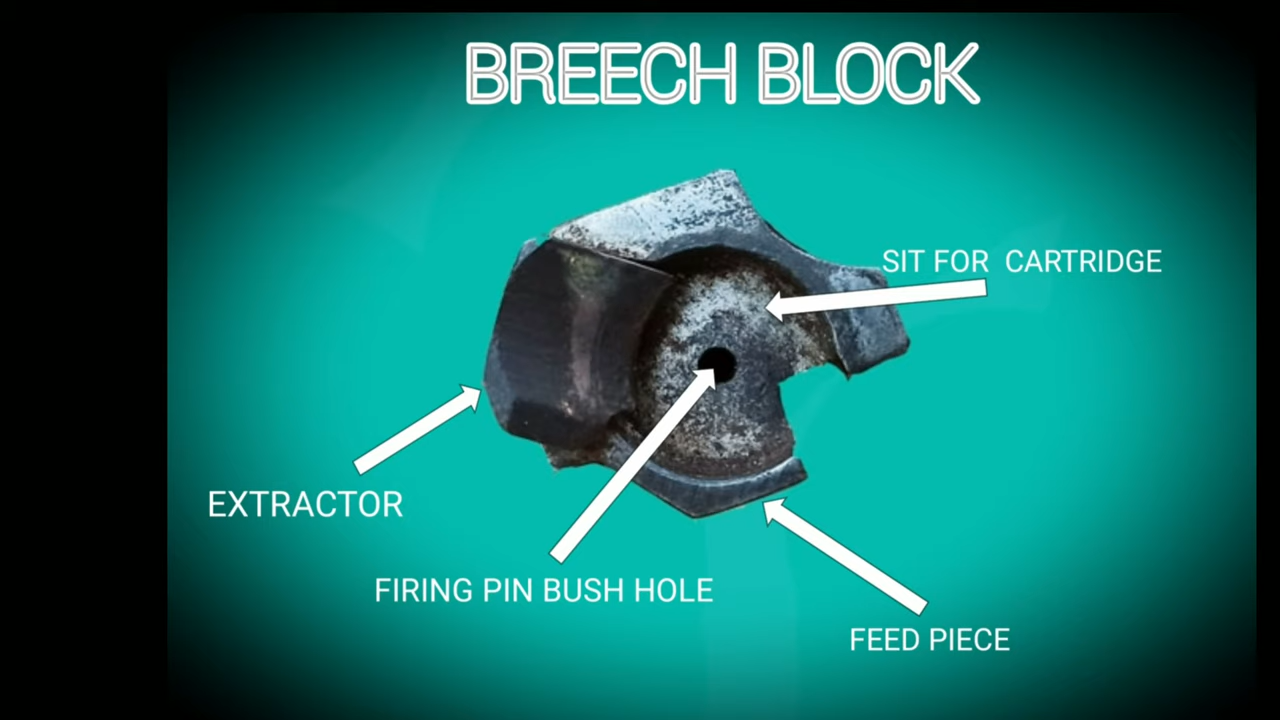 BREECH BLOCK
SIT FOR CARTRIDGE
EXTRACTOR
FIRING PIN BUSH HOLE
FEED PIECE